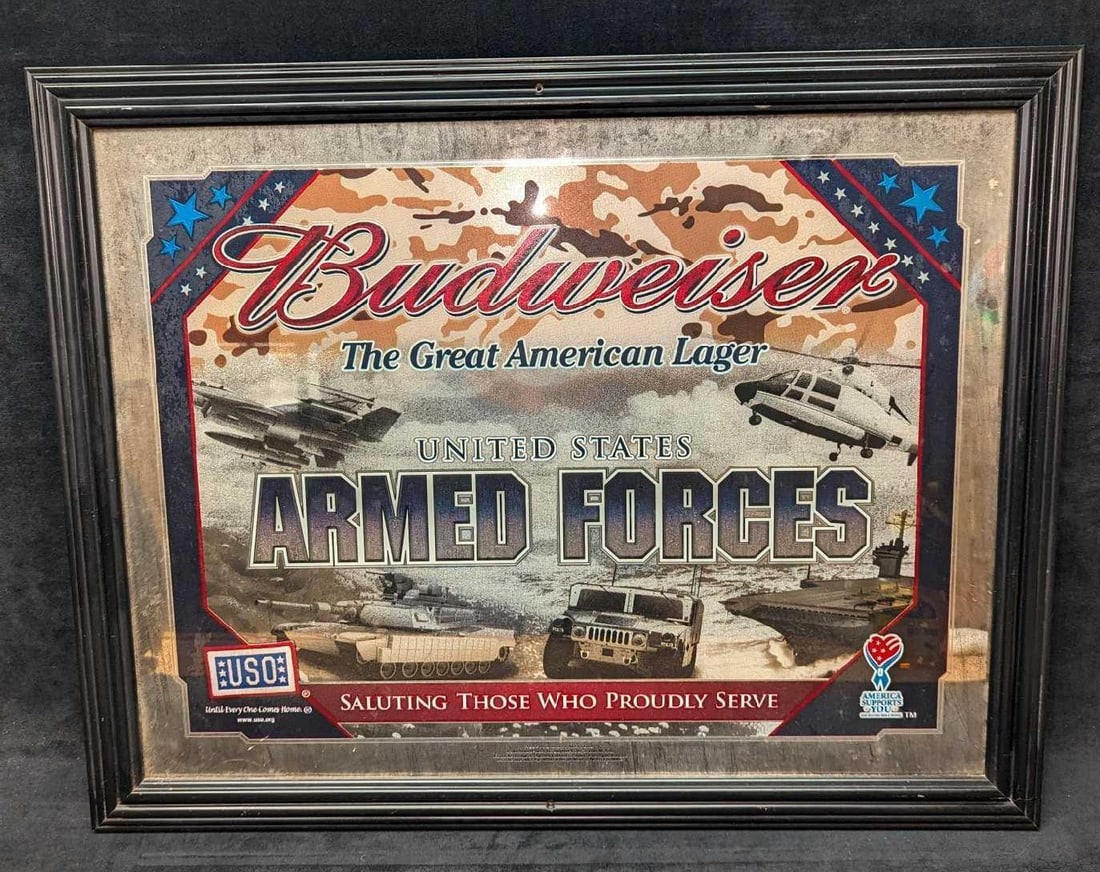 Budweiser
The Great American Lager
UNITED STATES
ARMED FORCES
USO
®
Until Every One Comes Home. ®
www.uso.org
SALUTING THOSE WHO PROUDLY SERVE
AMERICA
SUPPORTS
YOU
TM